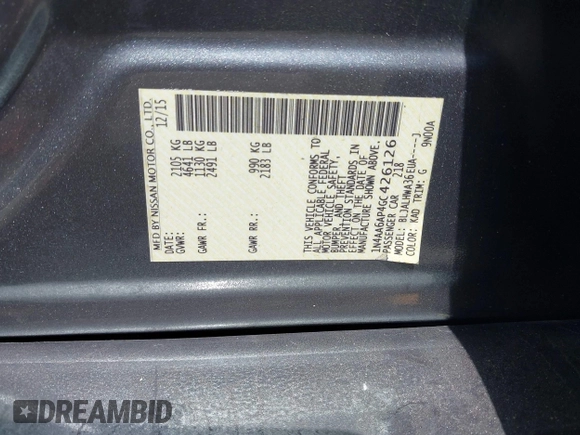 MFD BY NISSAN MOTOR CO., LTD. 12/15
GVWR: 2105 KG
4641 LB
GAWR FR.: 1130 KG
2491 LB
GAWR RR: 990 KG
2183 LB
THIS VEHICLE CONFORMS TO
ALL APPLICABLE FEDERAL
MOTOR VEHICLE SAFETY,
BUMPER, AND THEFT
PREVENTION STANDARDS IN
EFFECT ON THE DATE OF
MANUFACTURE SHOWN ABOVE.
1N4AA6AP4GC426126
PASSENGER CAR 218
MODEL: BLJALHWA36EUA----J
COLOR: KAD TRIM: G 9N00A
DREAMBID